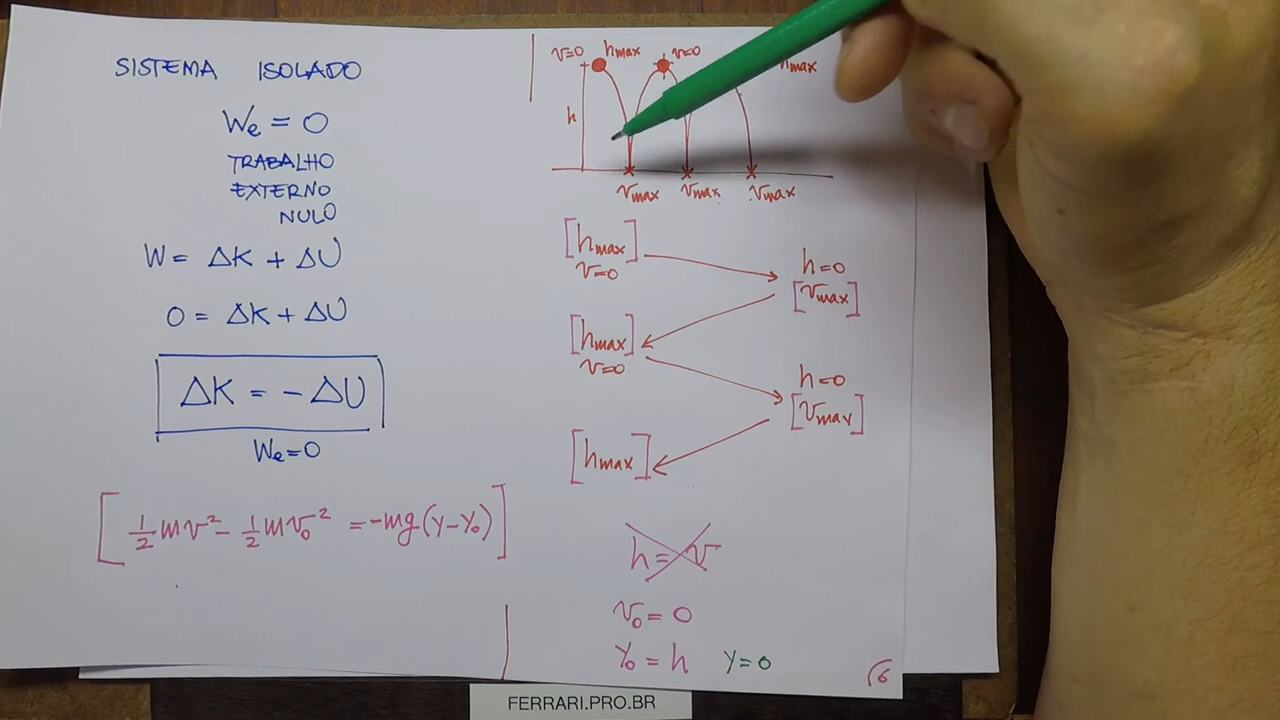 SISTEMA ISOLADO
We = 0
TRABALHO
EXTERNO
NULO
W = ΔK + ΔU
0 = ΔK + ΔU
ΔK = - ΔU
We=0
[½mv² - ½mv₀² = -mg(y-y₀)]
v=0 hmax v=0 hmax
h
vmax vmax vmax
[hmax]
v=0
h=0
[vmax]
[hmax]
v=0
h=0
[vmax]
[hmax]
h = v
v₀ = 0
y₀ = h y=0
6
FERRARI.PRO.BR